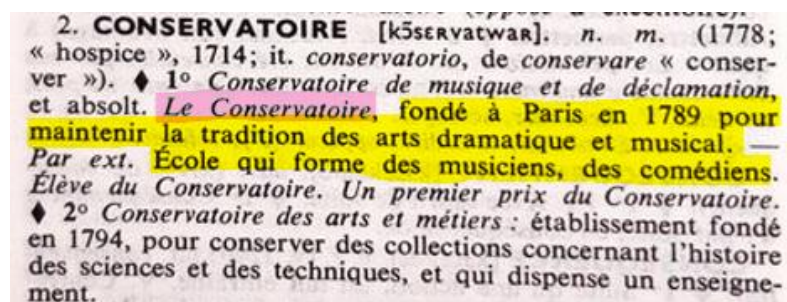 2. CONSERVATOIRE [kɔ̃sɛʀvatwaʀ]. n. m. (1778;
« hospice », 1714; it. conservatorio, de conservare « conser-
ver »). ♦ 1º Conservatoire de musique et de déclamation,
et absolt. Le Conservatoire, fondé à Paris en 1789 pour
maintenir la tradition des arts dramatique et musical. —
Par ext. École qui forme des musiciens, des comédiens.
Élève du Conservatoire. Un premier prix du Conservatoire.
♦ 2º Conservatoire des arts et métiers : établissement fondé
en 1794, pour conserver des collections concernant l'histoire
des sciences et des techniques, et qui dispense un enseigne-
ment.